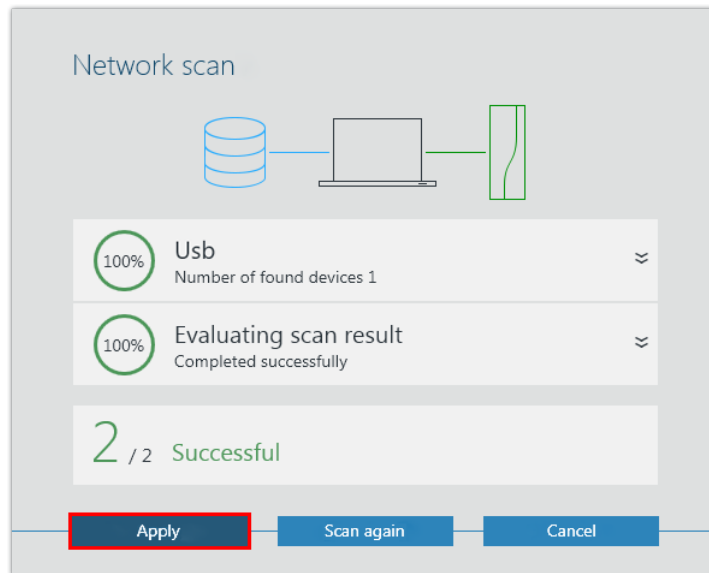 Network scan
100%
Usb
Number of found devices 1
100%
Evaluating scan result
Completed successfully
2 / 2 Successful
Apply Scan again Cancel